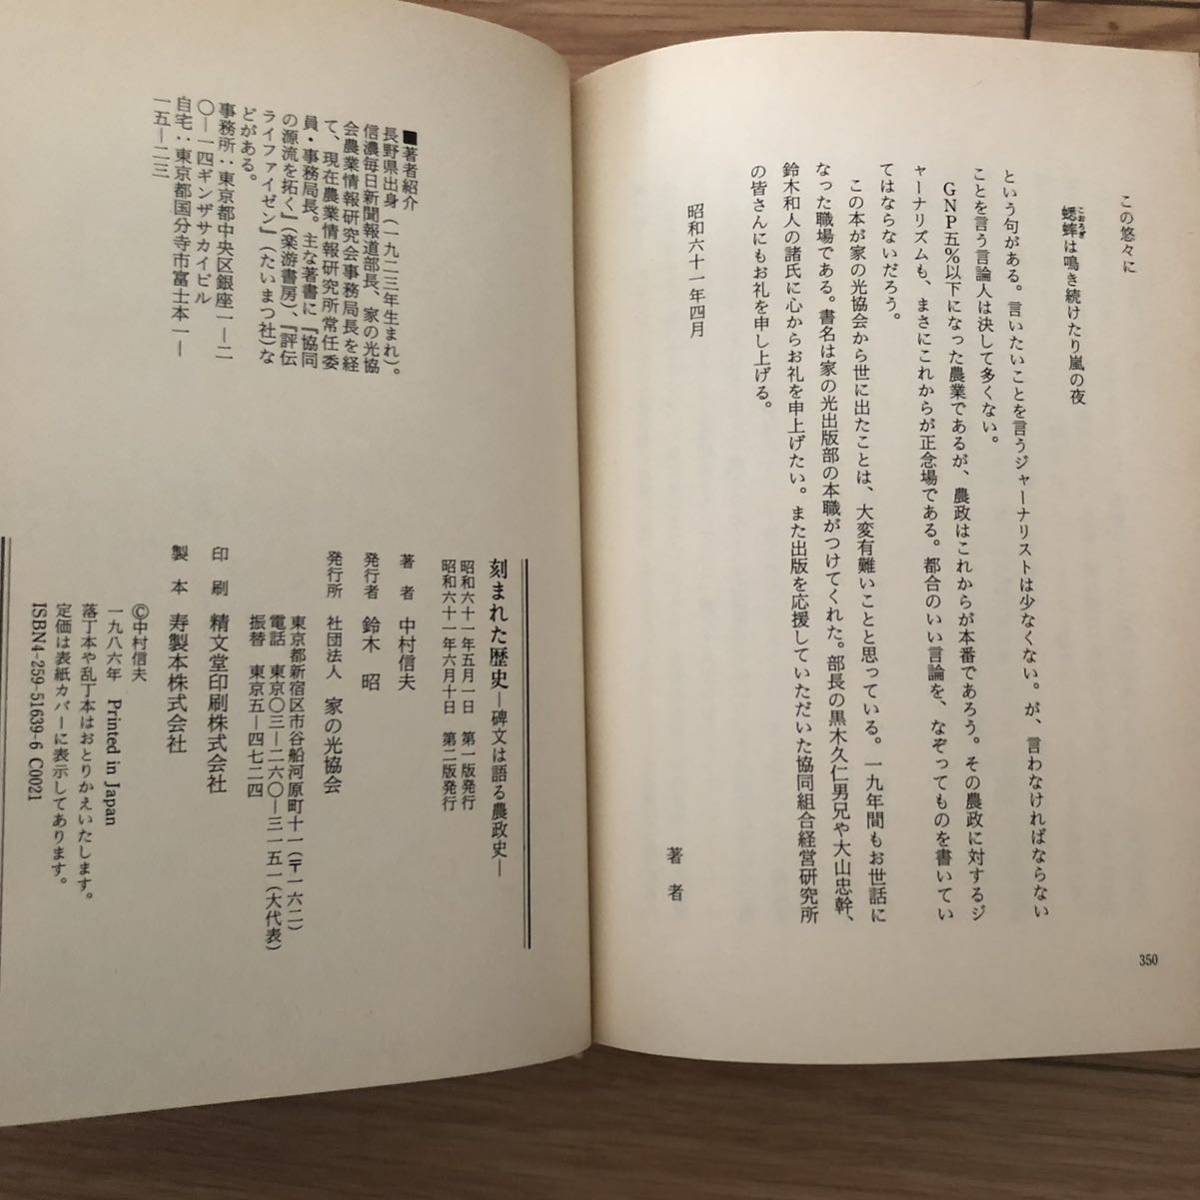 この悠々に
蟋蟀は鳴き続けたり嵐の夜
こおろぎ
という句がある。言いたいことを言うジャーナリストは少なくない。が、言わなければならない
ことを言う言論人は決して多くない。
GNP五％以下になった農業であるが、農政はこれからが本番であろう。その農政に対するジ
ャーナリズムも、まさにこれからが正念場である。都合のいい言論を、なぞってものを書いてい
てはならないだろう。
この本が家の光協会から世に出たことは、大変有難いことと思っている。一九年間もお世話に
なった職場である。書名は家の光出版部の本職がつけてくれた。部長の黒木久仁男兄や大山忠幹、
鈴木和人の諸氏に心からお礼を申上げたい。また出版を応援していただいた協同組合経営研究所
の皆さんにもお礼を申し上げる。
昭和六十一年四月
著者
350
■著者紹介
長野県出身（一九二三年生まれ）。
信濃毎日新聞報道部長、家の光協
会農業情報研究会事務局長を経
て、現在農業情報研究所常任委
員・事務局長。主な著書に『協同
の源流を拓く』（楽游書房）、『評伝
ライファイゼン』（たいまつ社）な
どがある。
事務所：東京都中央区銀座一―二
〇―一四ギンザサカイビル
自宅：東京都国分寺市富士本一―
一五―二三
刻まれた歴史―碑文は語る農政史―
昭和六十一年五月一日　第一版発行
昭和六十一年六月十日　第二版発行
著者　中村信夫
発行者　鈴木　昭
発行所　社団法人　家の光協会
東京都新宿区市谷船河原町十一（〒一六二）
電話　東京〇三―二六〇―三一五一（大代表）
振替　東京五―四七二四
印刷　精文堂印刷株式会社
製本　寿製本株式会社
©中村信夫
一九八六年　Printed in Japan
落丁本や乱丁本はおとりかえいたします。
定価は表紙カバーに表示してあります。
ISBN4-259-51639-6 C0021